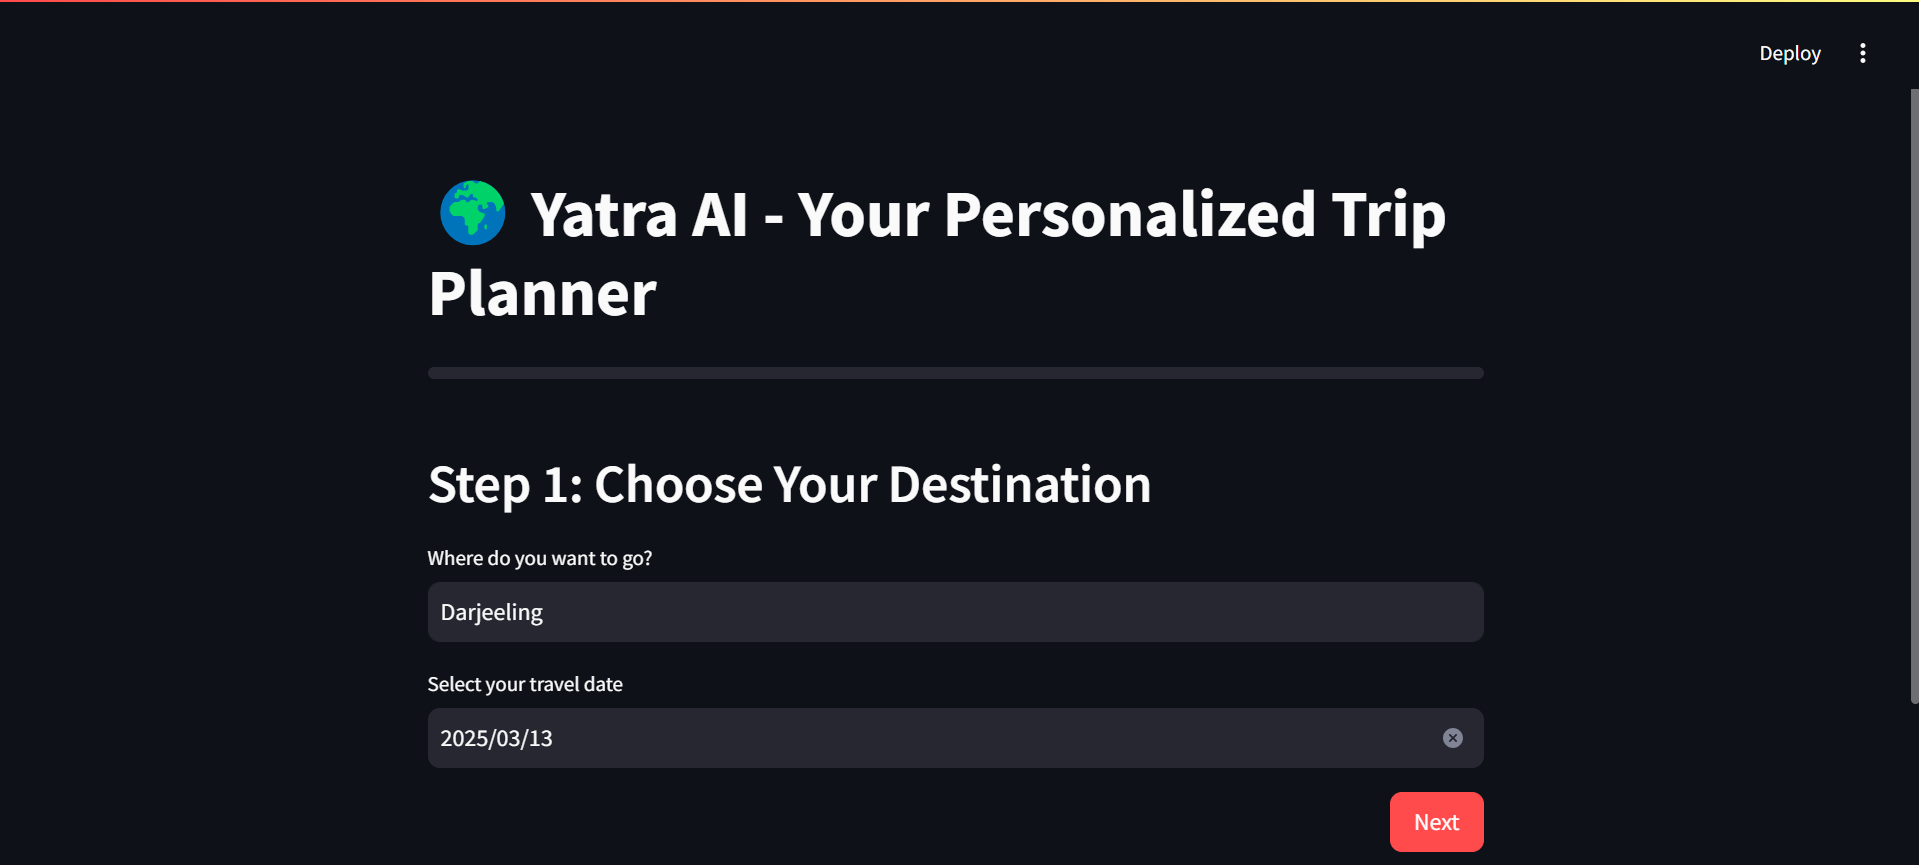 Deploy
Yatra AI - Your Personalized Trip
Planner
Step 1: Choose Your Destination
Where do you want to go?
Darjeeling
Select your travel date
2025/03/13
Next